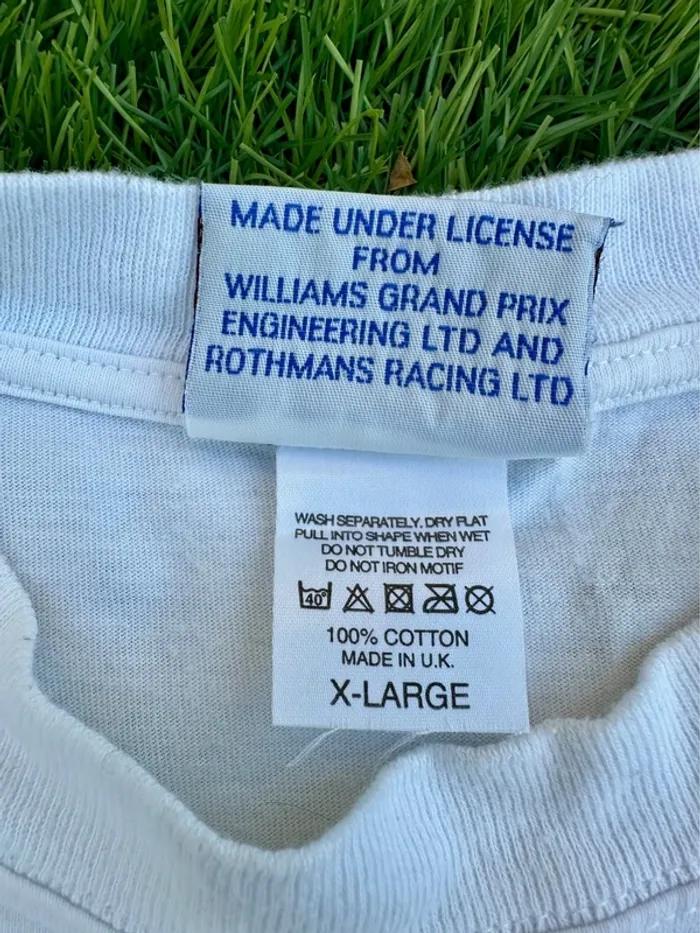 MADE UNDER LICENSE
FROM
WILLIAMS GRAND PRIX
ENGINEERING LTD AND
ROTHMANS RACING LTD
WASH SEPARATELY. DRY FLAT
PULL INTO SHAPE WHEN WET
DO NOT TUMBLE DRY
DO NOT IRON MOTIF
40°
100% COTTON
MADE IN U.K.
X-LARGE